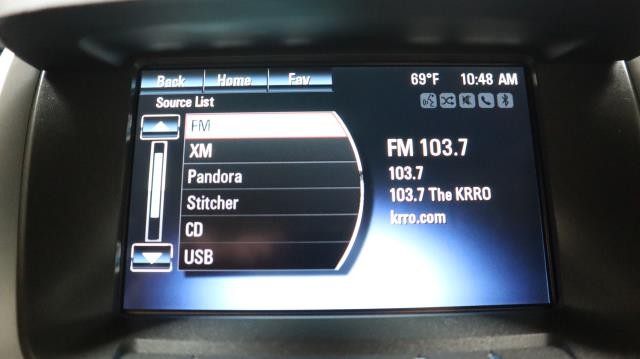 Back Home Fav 69°F 10:48 AM
Source List
FM
XM
Pandora
Stitcher
CD
USB
FM 103.7
103.7
103.7 The KRRO
krro.com